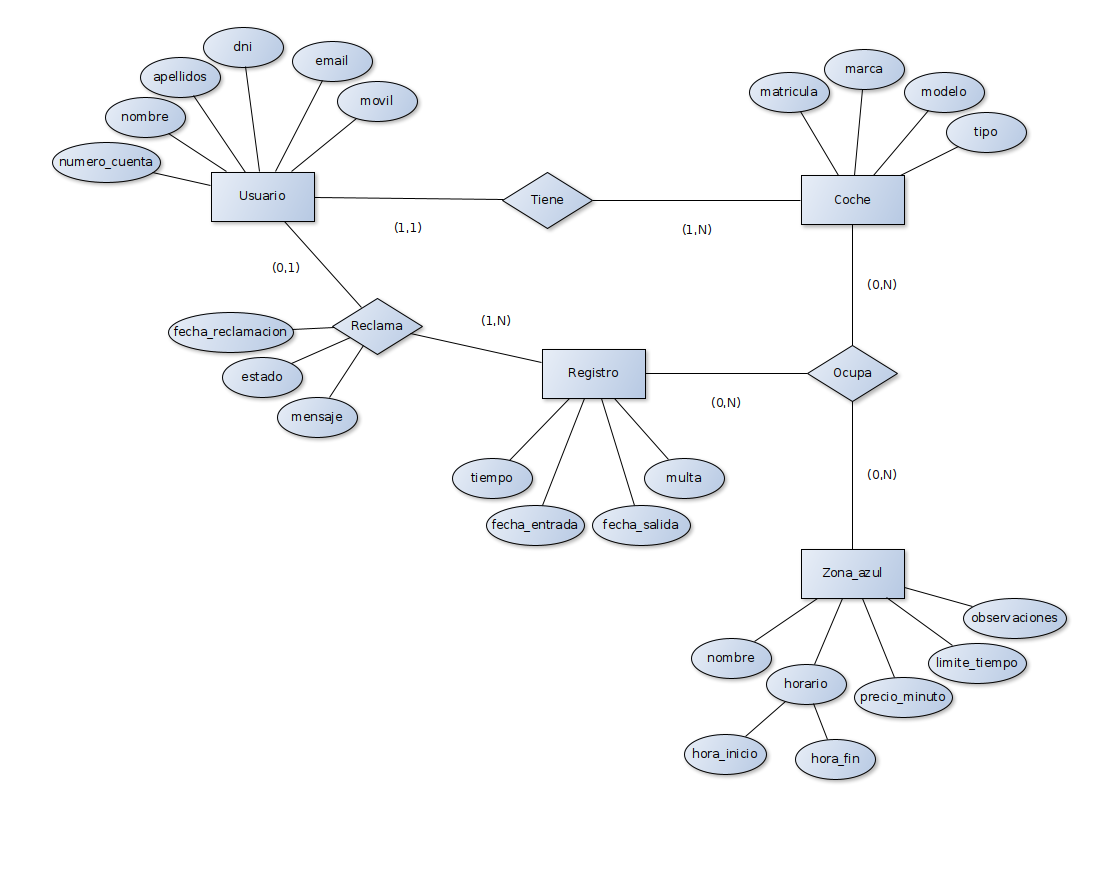 dni
email
apellidos
movil
nombre
numero_cuenta
Usuario
marca
matricula
modelo
tipo
Tiene
Coche
(1,1)
(1,N)
(0,1)
(0,N)
fecha_reclamacion
Reclama
(1,N)
estado
mensaje
Registro
Ocupa
(0,N)
tiempo
multa
(0,N)
fecha_entrada
fecha_salida
Zona_azul
observaciones
nombre
limite_tiempo
horario
precio_minuto
hora_inicio
hora_fin